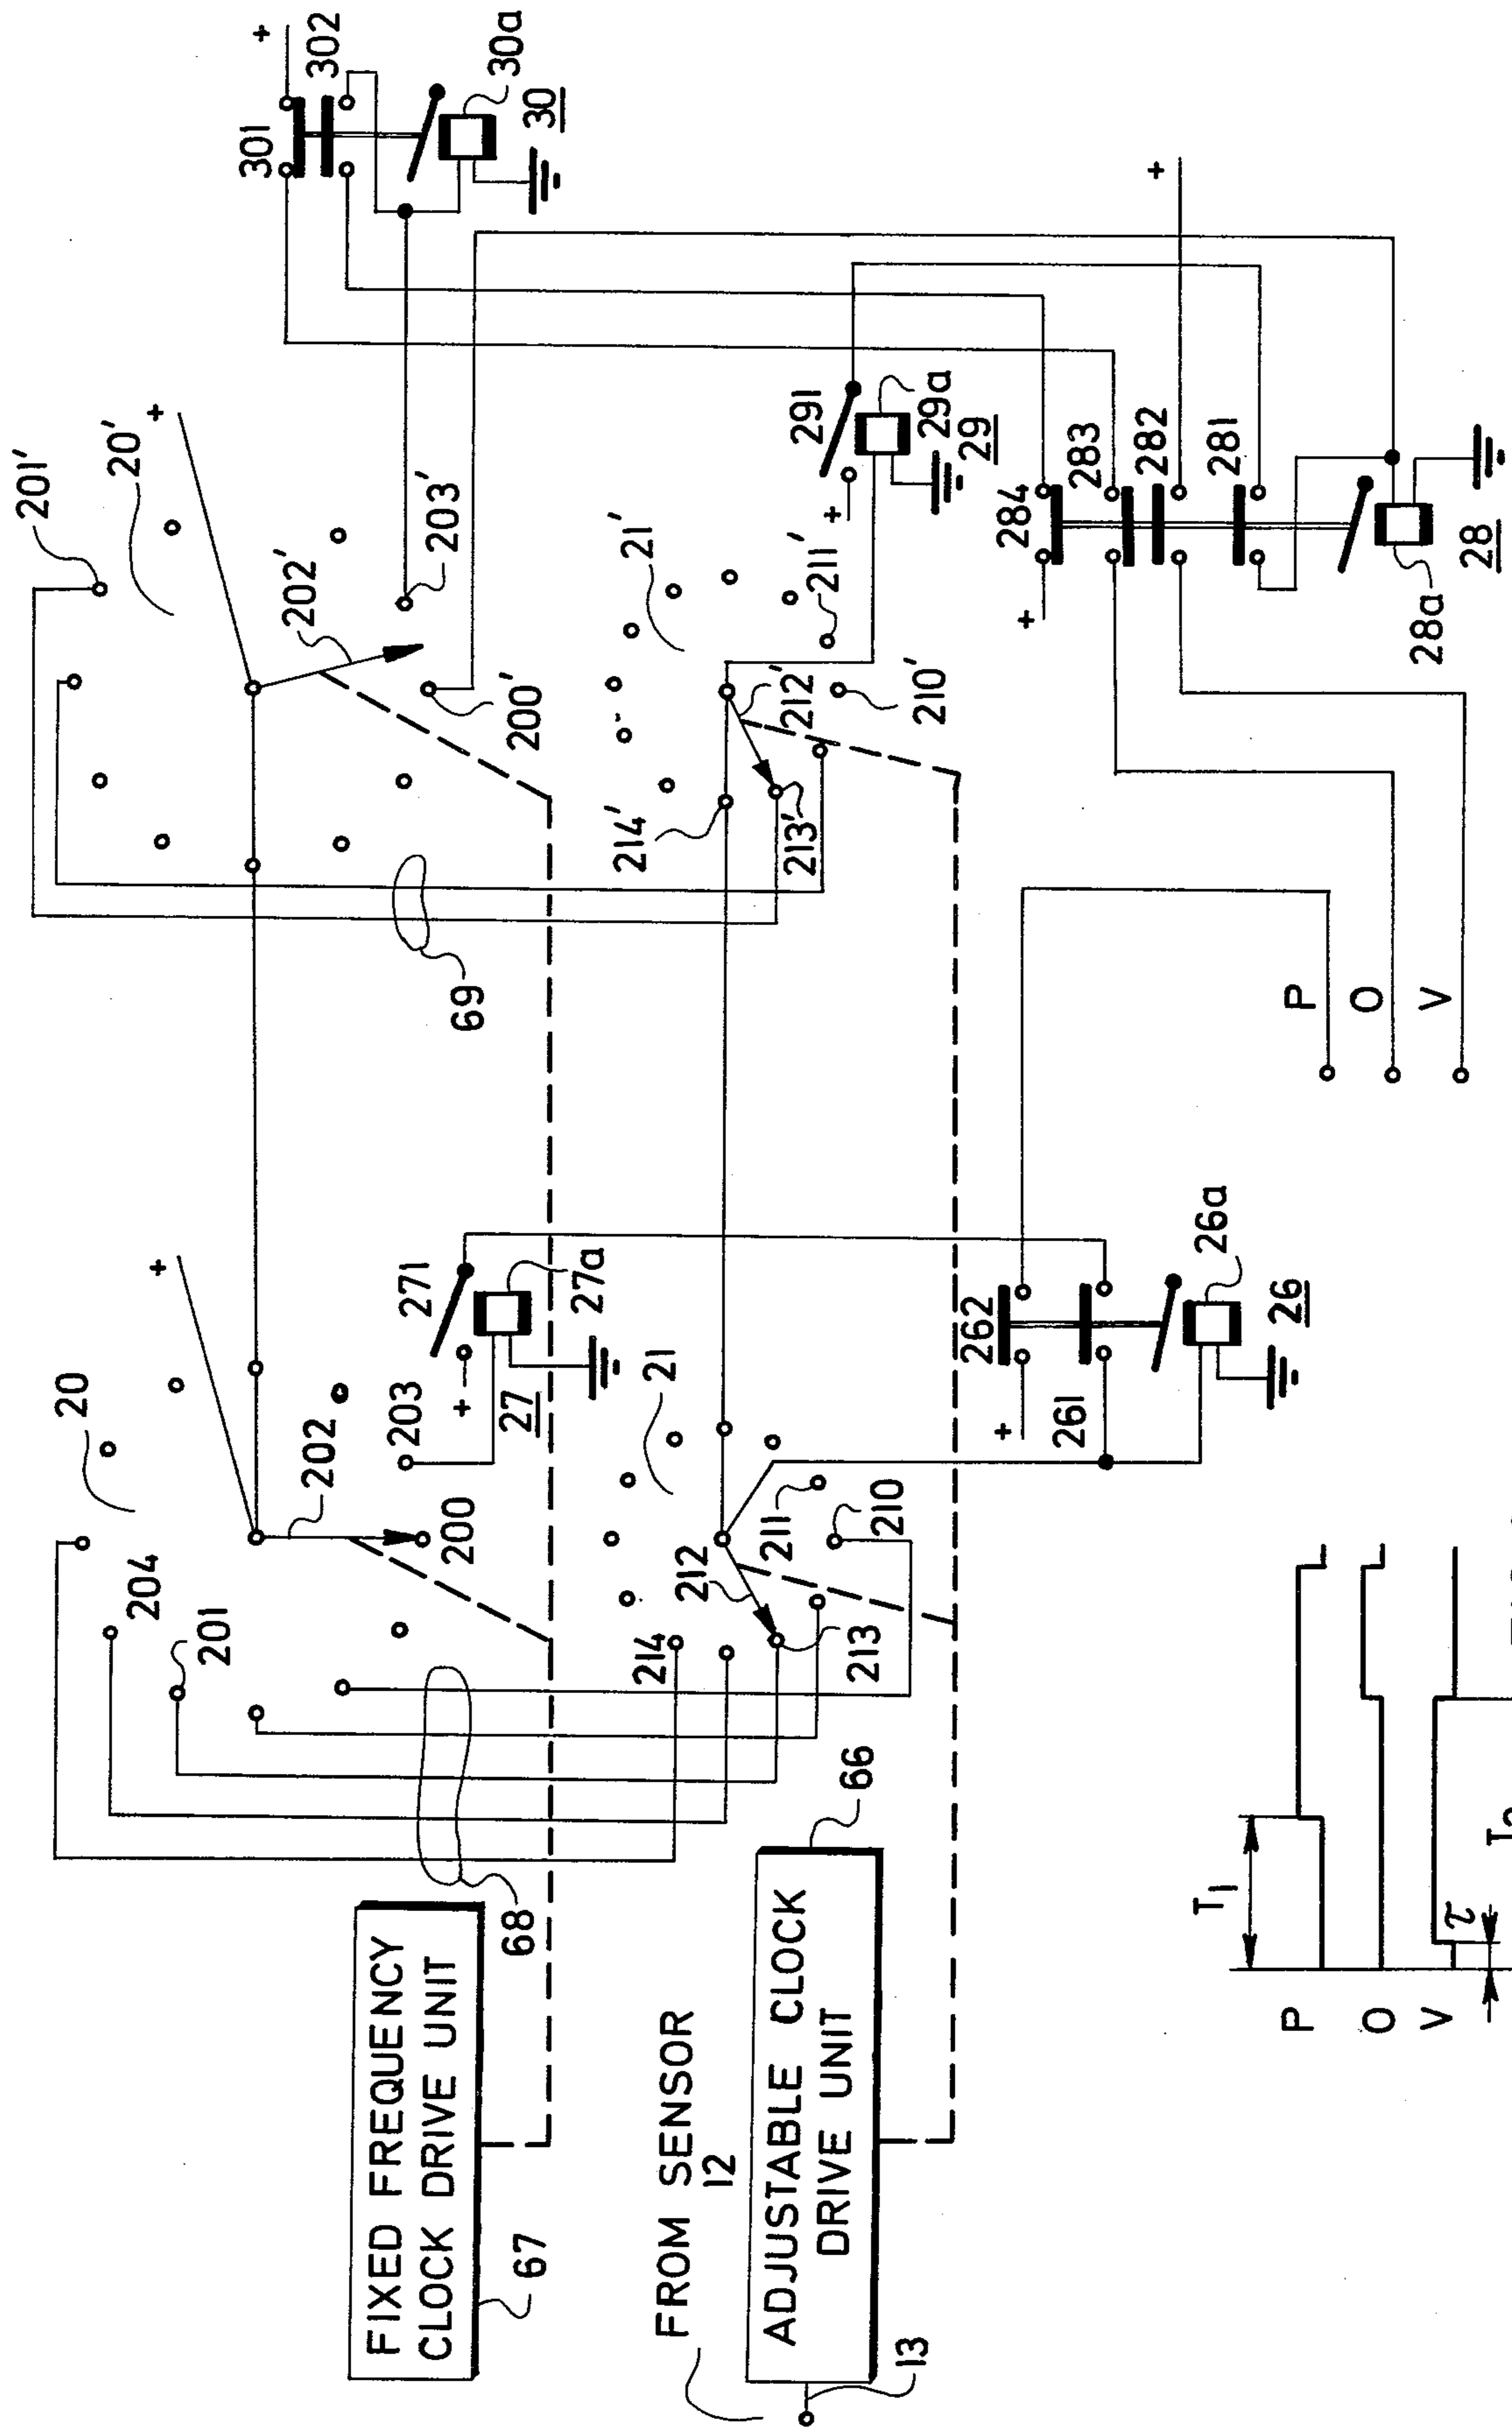 FIXED FREQUENCY
CLOCK DRIVE UNIT
67
FROM SENSOR
12
ADJUSTABLE CLOCK
DRIVE UNIT
13
66
68
20
204
201
202
200
203
+
271
+
27a
27
21
214
212
213
211
210
262
+
261
26a
26
69
201'
20'
+
202'
203'
200'
21'
214'
212'
213'
211'
210'
291
+
29a
29
301
+
302
30a
30
284
+
283
282
+
281
28a
28
P
O
V
P
O
V
T1
τ